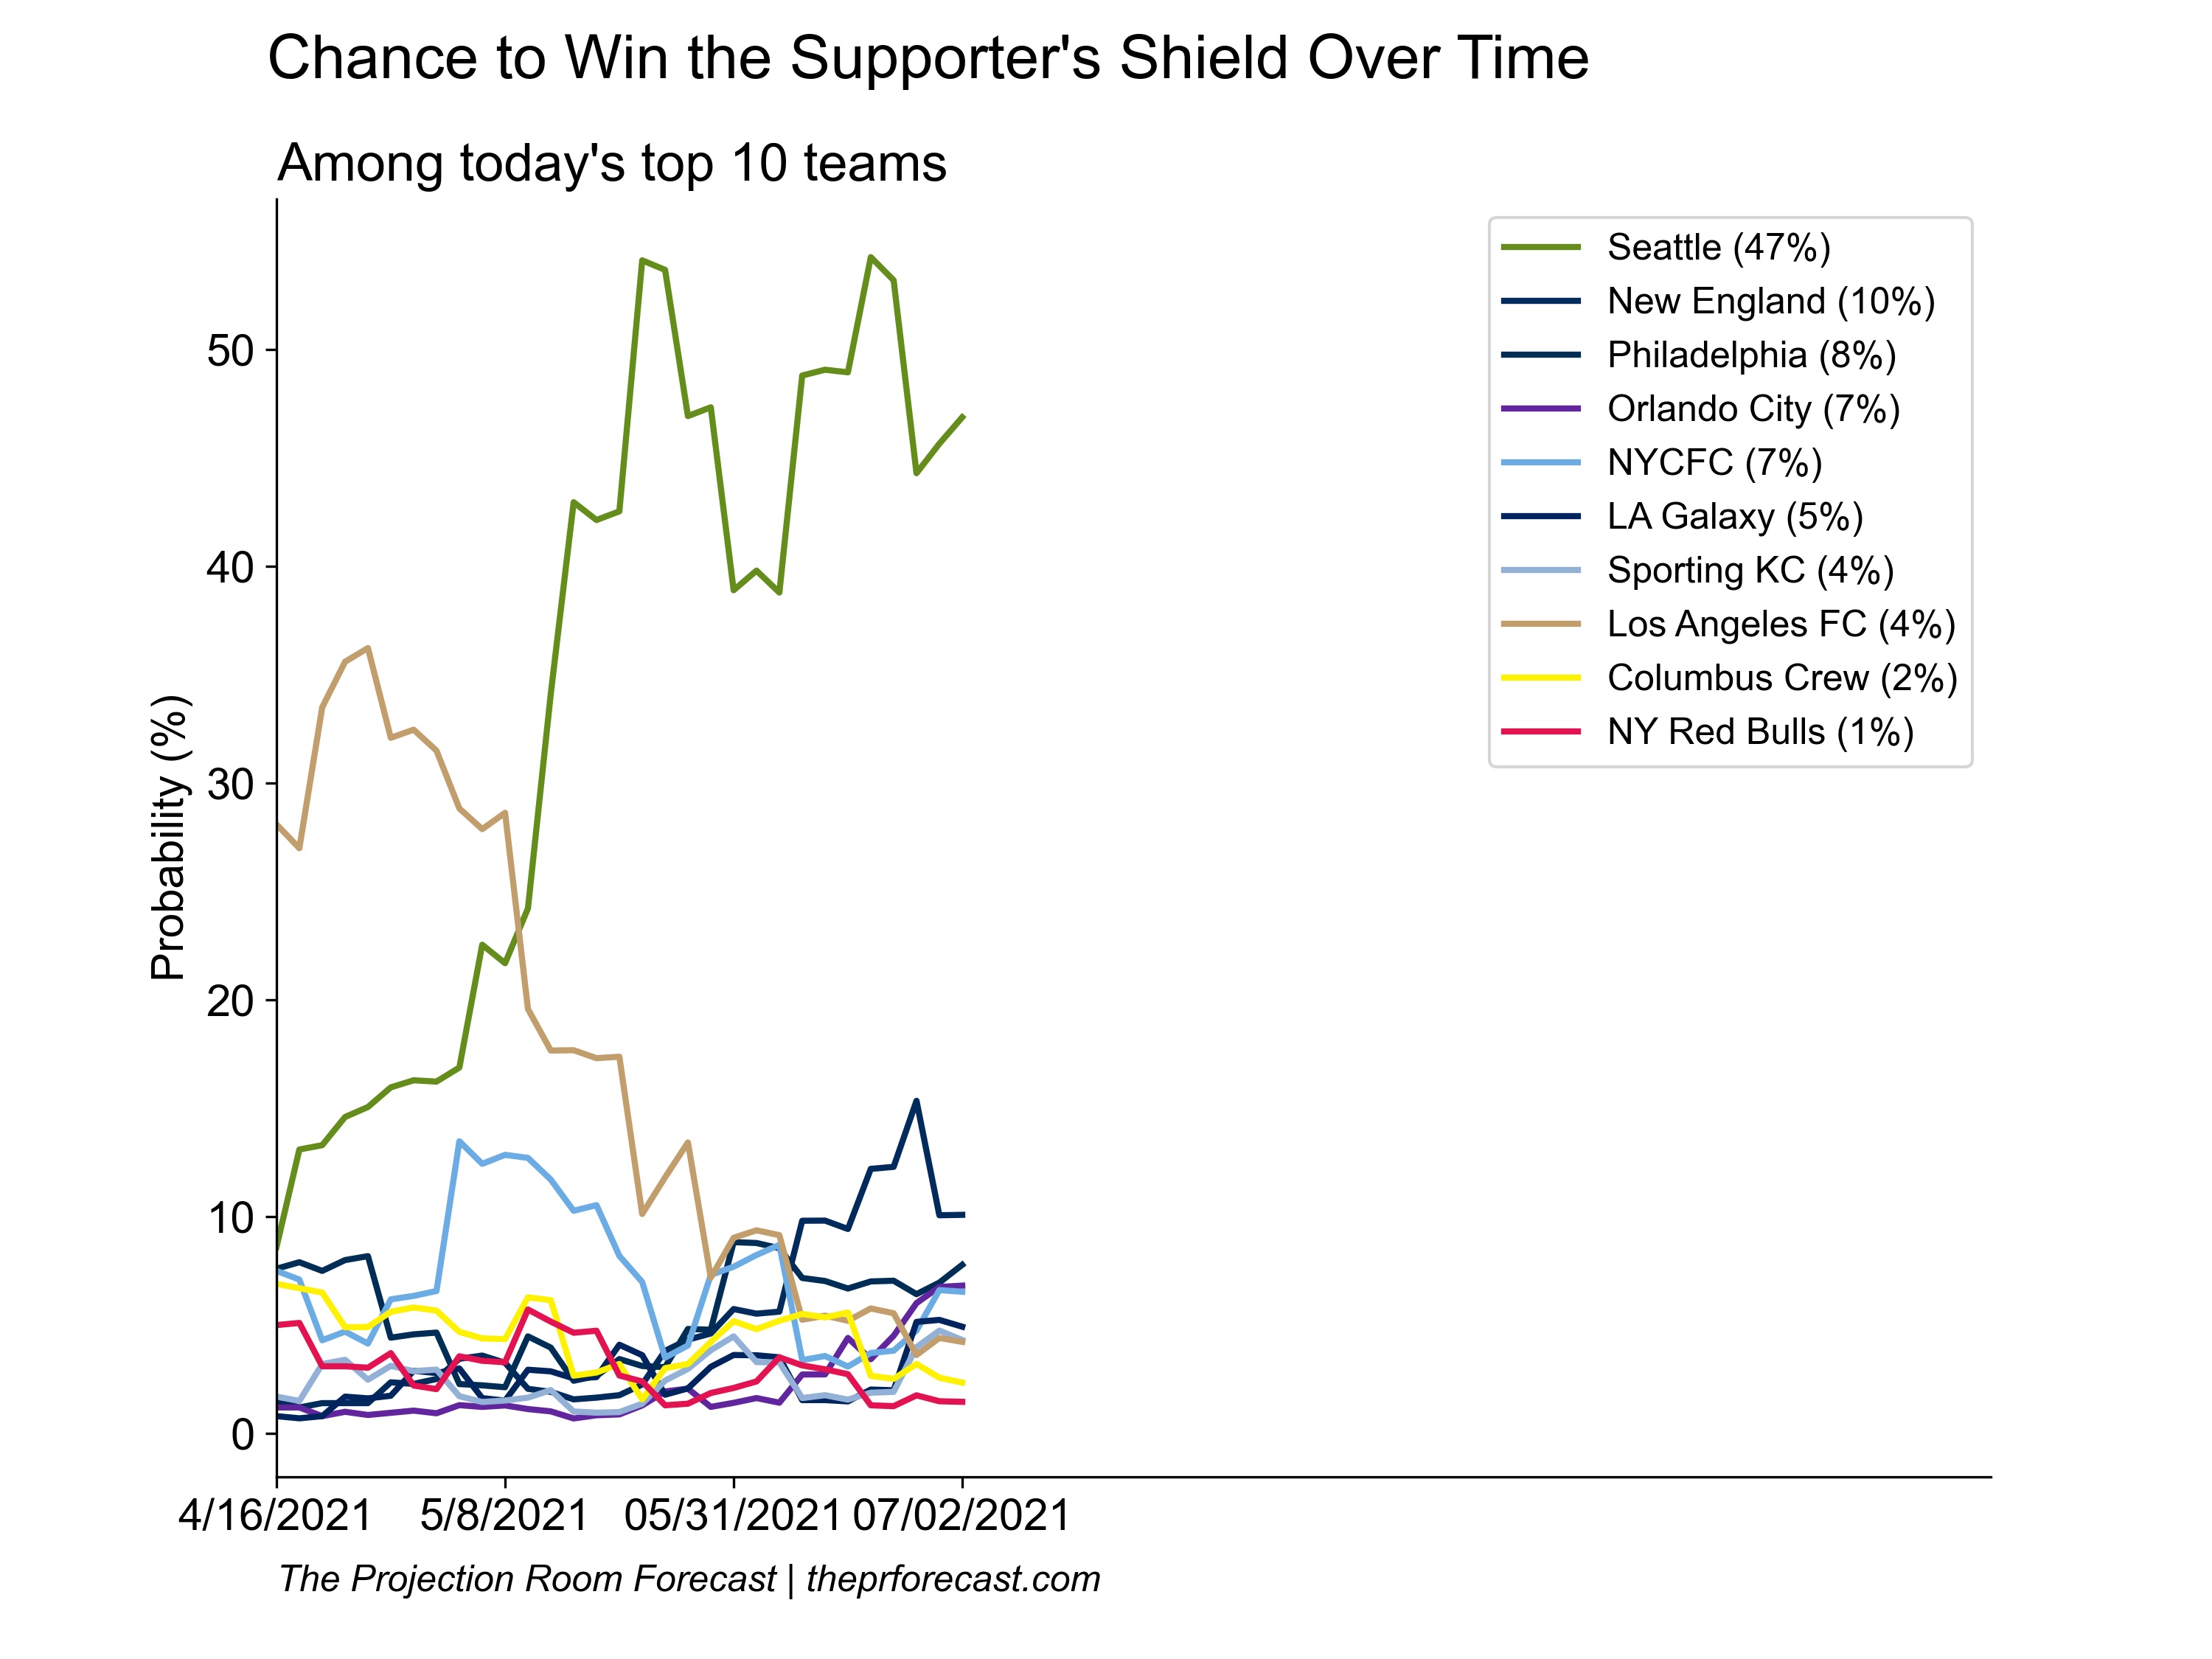 Chance to Win the Supporter's Shield Over Time
Among today's top 10 teams
Seattle (47%)
New England (10%)
Philadelphia (8%)
Orlando City (7%)
NYCFC (7%)
LA Galaxy (5%)
Sporting KC (4%)
Los Angeles FC (4%)
Columbus Crew (2%)
NY Red Bulls (1%)
Probability (%)
50
40
30
20
10
0
4/16/2021 5/8/2021 05/31/2021 07/02/2021
The Projection Room Forecast | theprforecast.com